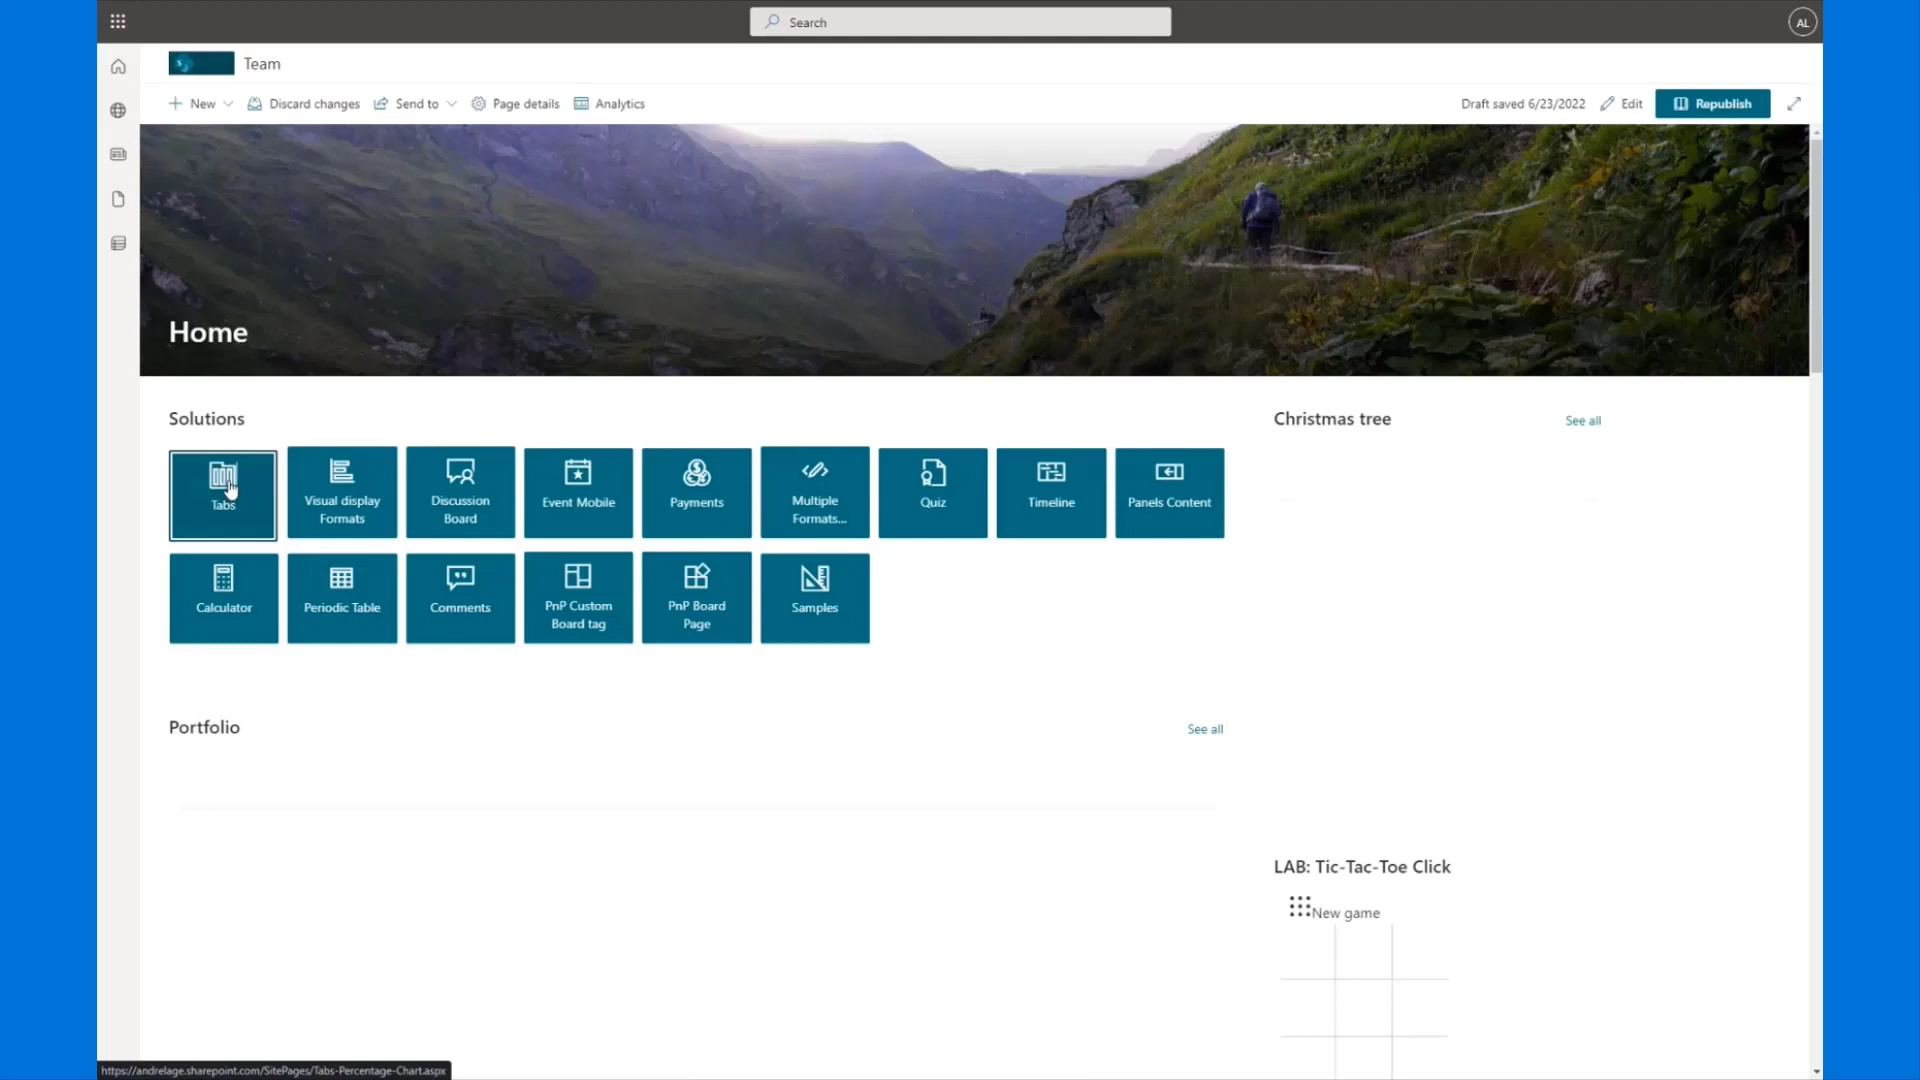 Search
AL
Team
New
Discard changes
Send to
Page details
Analytics
Draft saved 6/23/2022
Edit
Republish
Home
Solutions
Christmas tree
See all
Tabs
Visual display
Formats
Discussion
Board
Event Mobile
Payments
Multiple
Formats...
Quiz
Timeline
Panels Content
Calculator
Periodic Table
Comments
PnP Custom
Board tag
PnP Board
Page
Samples
Portfolio
See all
LAB: Tic-Tac-Toe Click
New game
https://andrelage.sharepoint.com/SitePages/Tabs-Percentage-Chart.aspx